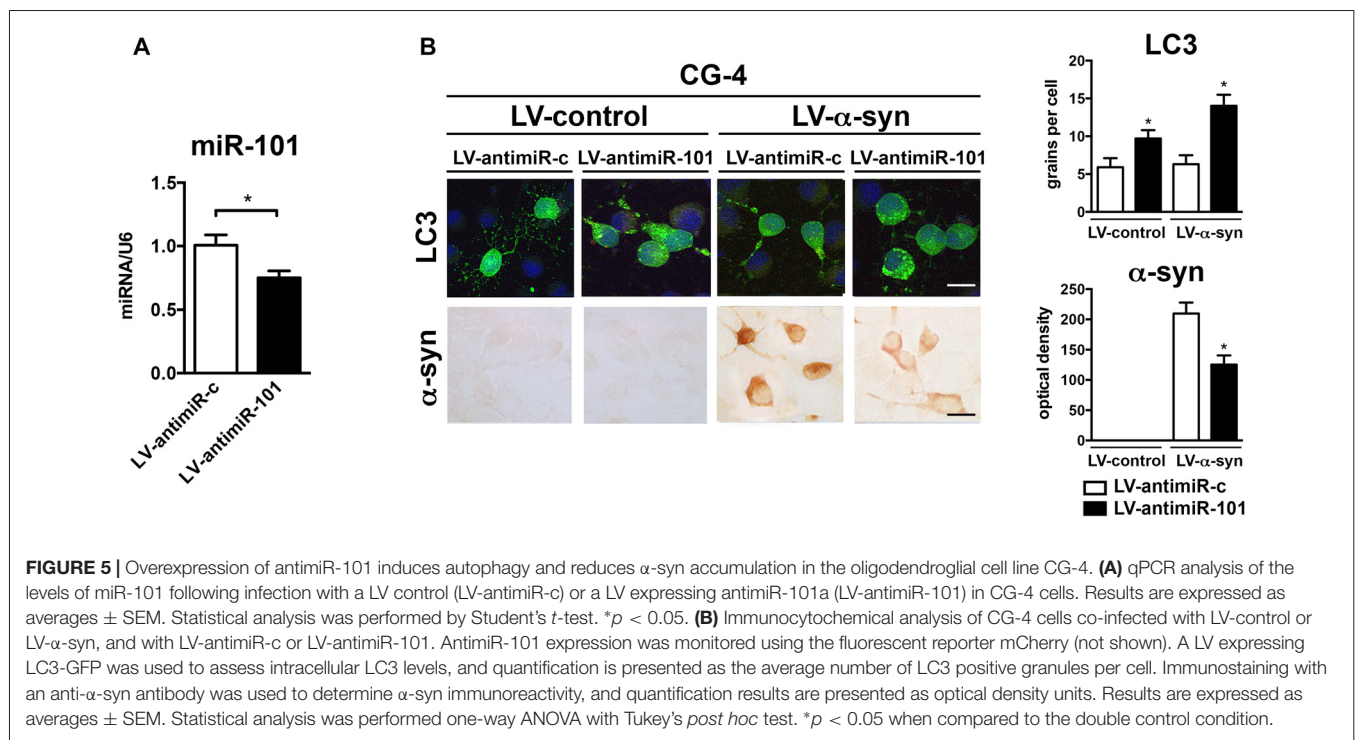 A
miR-101
miRNA/U6
1.5
1.0
0.5
0.0
*
LV-antimiR-c
LV-antimiR-101
B
CG-4
LV-control
LV-α-syn
LV-antimiR-c
LV-antimiR-101
LV-antimiR-c
LV-antimiR-101
LC3
α-syn
LC3
grains per cell
20
15
10
5
0
*
*
LV-control
LV-α-syn
α-syn
optical density
250
200
150
100
50
0
*
LV-control
LV-α-syn
LV-antimiR-c
LV-antimiR-101
FIGURE 5 | Overexpression of antimiR-101 induces autophagy and reduces α-syn accumulation in the oligodendroglial cell line CG-4. (A) qPCR analysis of the
levels of miR-101 following infection with a LV control (LV-antimiR-c) or a LV expressing antimiR-101a (LV-antimiR-101) in CG-4 cells. Results are expressed as
averages ± SEM. Statistical analysis was performed by Student's t-test. *p < 0.05. (B) Immunocytochemical analysis of CG-4 cells co-infected with LV-control or
LV-α-syn, and with LV-antimiR-c or LV-antimiR-101. AntimiR-101 expression was monitored using the fluorescent reporter mCherry (not shown). A LV expressing
LC3-GFP was used to assess intracellular LC3 levels, and quantification is presented as the average number of LC3 positive granules per cell. Immunostaining with
an anti-α-syn antibody was used to determine α-syn immunoreactivity, and quantification results are presented as optical density units. Results are expressed as
averages ± SEM. Statistical analysis was performed one-way ANOVA with Tukey's post hoc test. *p < 0.05 when compared to the double control condition.